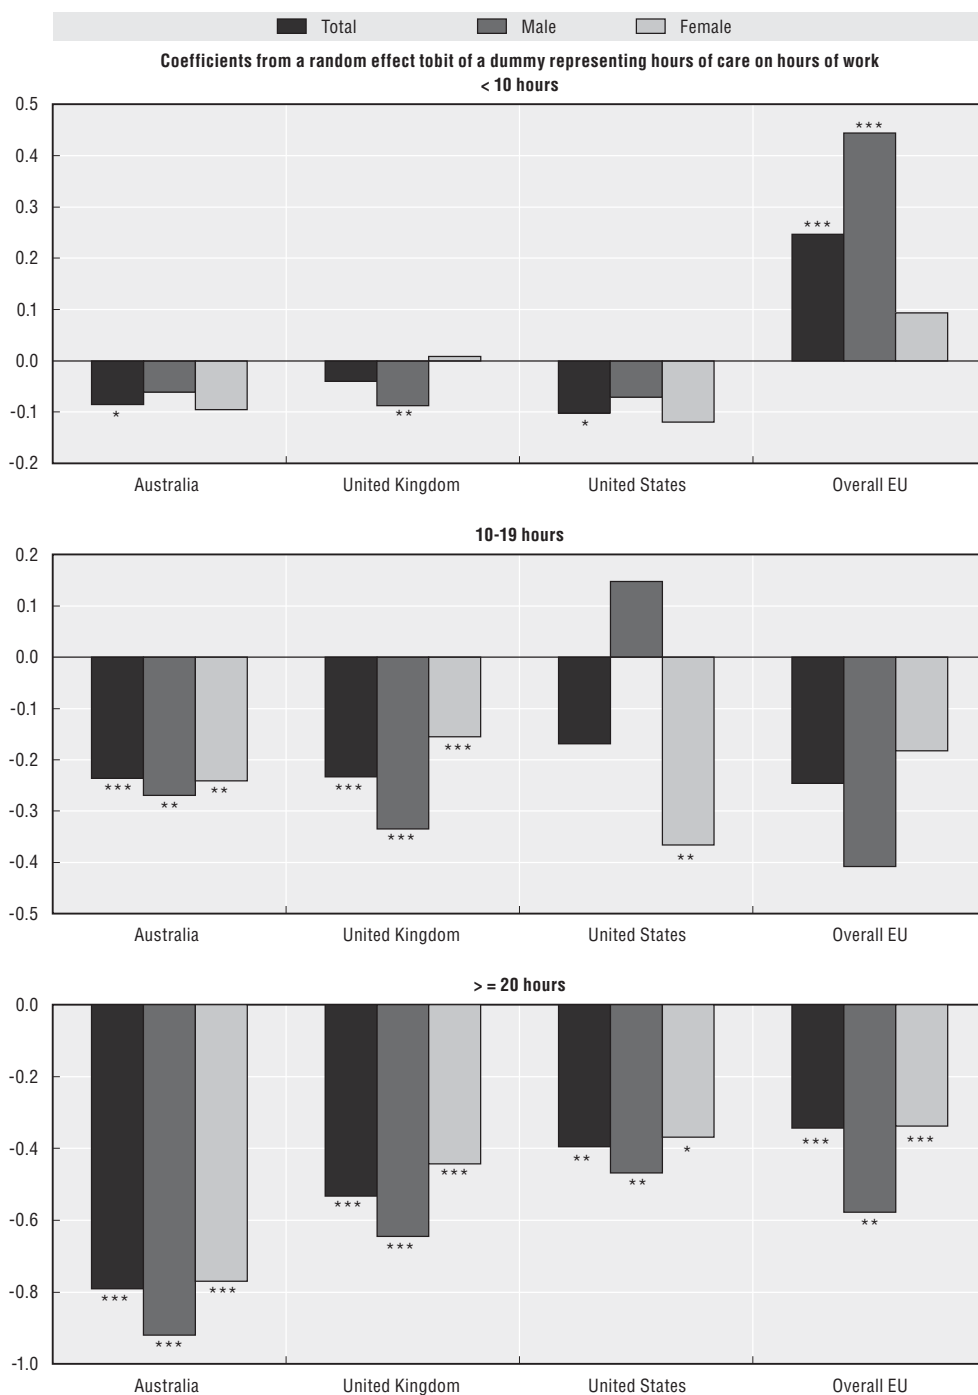 Total Male Female
Coefficients from a random effect tobit of a dummy representing hours of care on hours of work
< 10 hours
0.5
0.4
***
0.3
***
0.2
0.1
0.0
-0.1
* ** *
-0.2
Australia United Kingdom United States Overall EU
10-19 hours
0.2
0.1
0.0
-0.1
***
-0.2
*** ** ** ***
-0.3
*** **
-0.4
-0.5
Australia United Kingdom United States Overall EU
> = 20 hours
0.0
-0.2
-0.4
*** ** ** * *** ***
-0.6
*** *** **
-0.8
*** *** ***
-1.0
Australia United Kingdom United States Overall EU